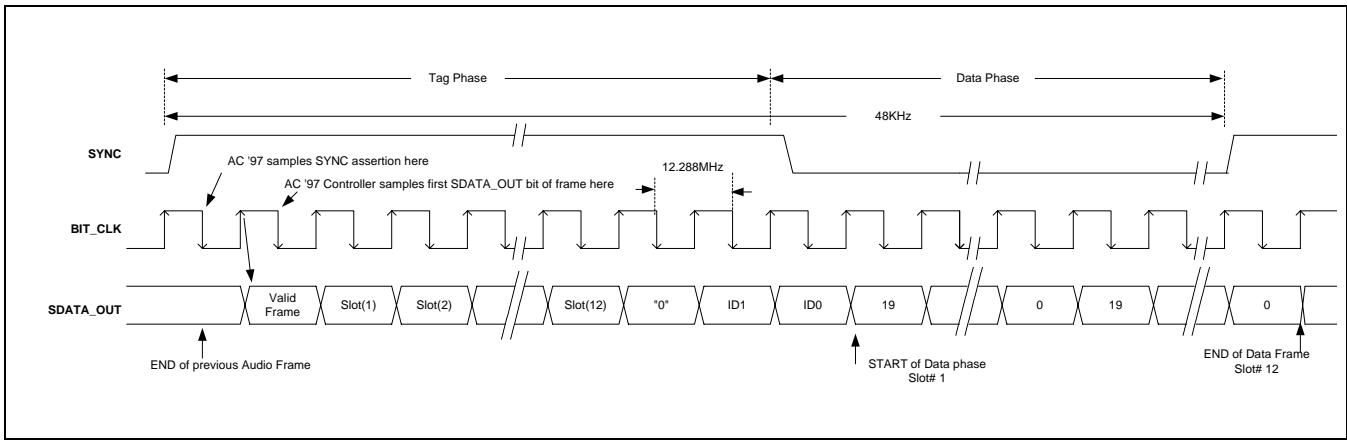 Tag Phase
Data Phase
48KHz
SYNC
AC '97 samples SYNC assertion here
12.288MHz
AC '97 Controller samples first SDATA_OUT bit of frame here
BIT_CLK
SDATA_OUT
Valid
Frame
Slot(1)
Slot(2)
Slot(12)
"0"
ID1
ID0
19
0
19
0
END of previous Audio Frame
START of Data phase
Slot# 1
END of Data Frame
Slot# 12